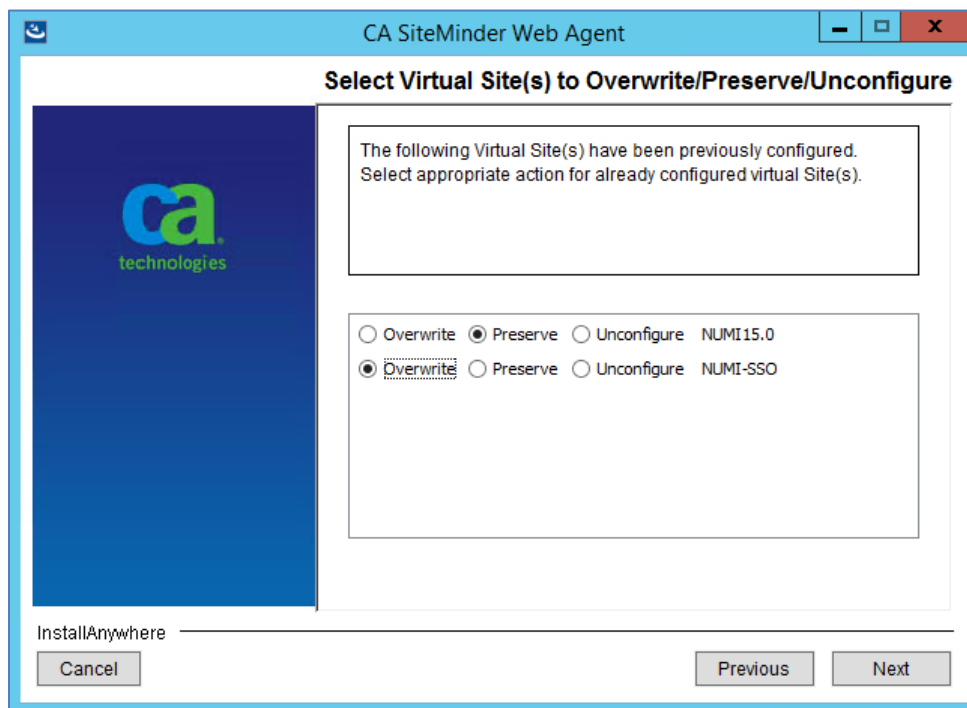 CA SiteMinder Web Agent
Select Virtual Site(s) to Overwrite/Preserve/Unconfigure
ca
technologies
The following Virtual Site(s) have been previously configured.
Select appropriate action for already configured virtual Site(s).
Overwrite Preserve Unconfigure NUMI15.0
Overwrite Preserve Unconfigure NUMI-SSO
InstallAnywhere
Cancel Previous Next